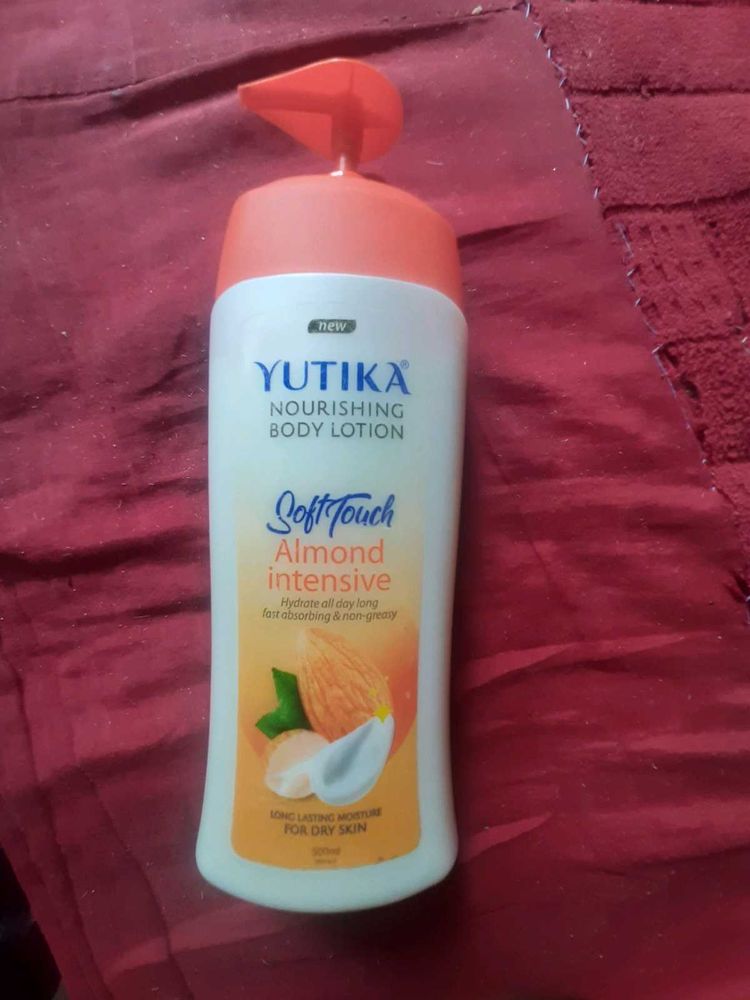 new
YUTIKA®
NOURISHING
BODY LOTION
Soft Touch
Almond
intensive
Hydrate all day long
fast absorbing & non-greasy
LONG LASTING MOISTURE
FOR DRY SKIN
500ml